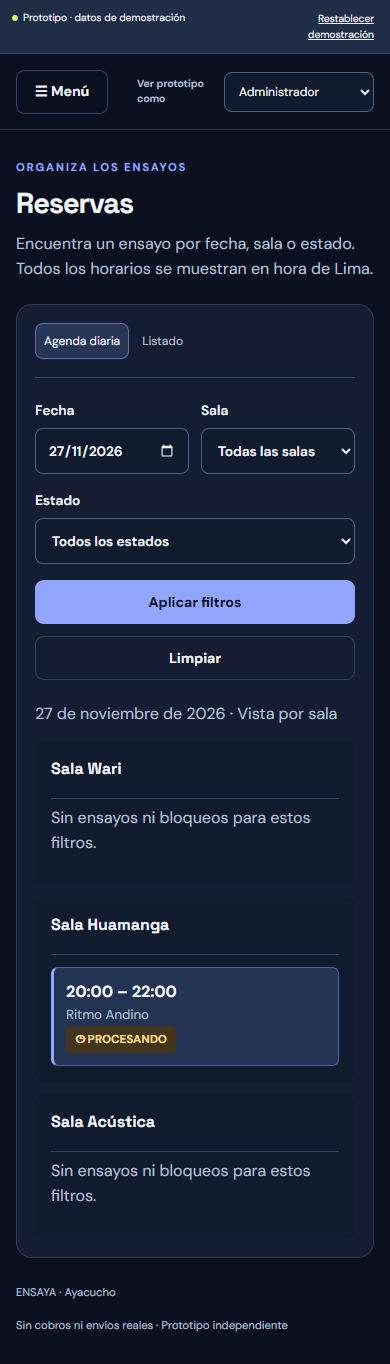 Prototipo · datos de demostración
Restablecer
demostración
☰ Menú
Ver prototipo
como
Administrador
ORGANIZA LOS ENSAYOS
Reservas
Encuentra un ensayo por fecha, sala o estado.
Todos los horarios se muestran en hora de Lima.
Agenda diaria
Listado
Fecha
Sala
27/11/2026
Todas las salas
Estado
Todos los estados
Aplicar filtros
Limpiar
27 de noviembre de 2026 · Vista por sala
Sala Wari
Sin ensayos ni bloqueos para estos
filtros.
Sala Huamanga
20:00 – 22:00
Ritmo Andino
PROCESANDO
Sala Acústica
Sin ensayos ni bloqueos para estos
filtros.
ENSAYA · Ayacucho
Sin cobros ni envíos reales · Prototipo independiente